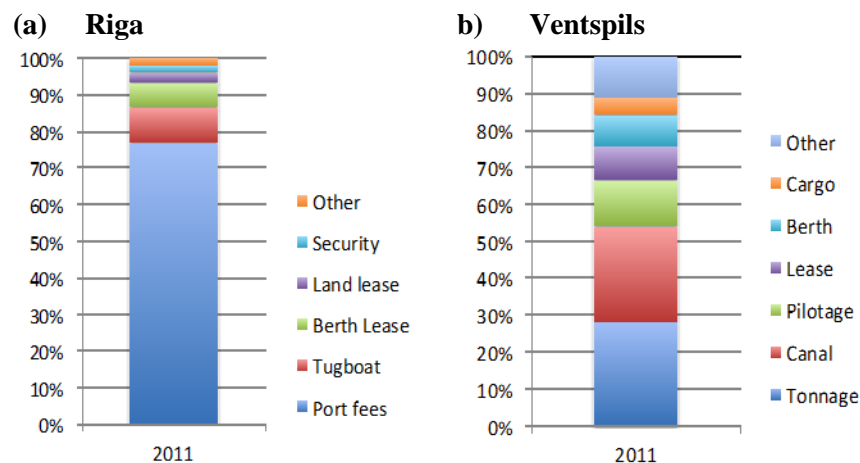 (a) Riga
100%
90%
80%
70%
60%
50%
40%
30%
20%
10%
0%
2011
Other
Security
Land lease
Berth Lease
Tugboat
Port fees
b) Ventspils
100%
90%
80%
70%
60%
50%
40%
30%
20%
10%
0%
2011
Other
Cargo
Berth
Lease
Pilotage
Canal
Tonnage